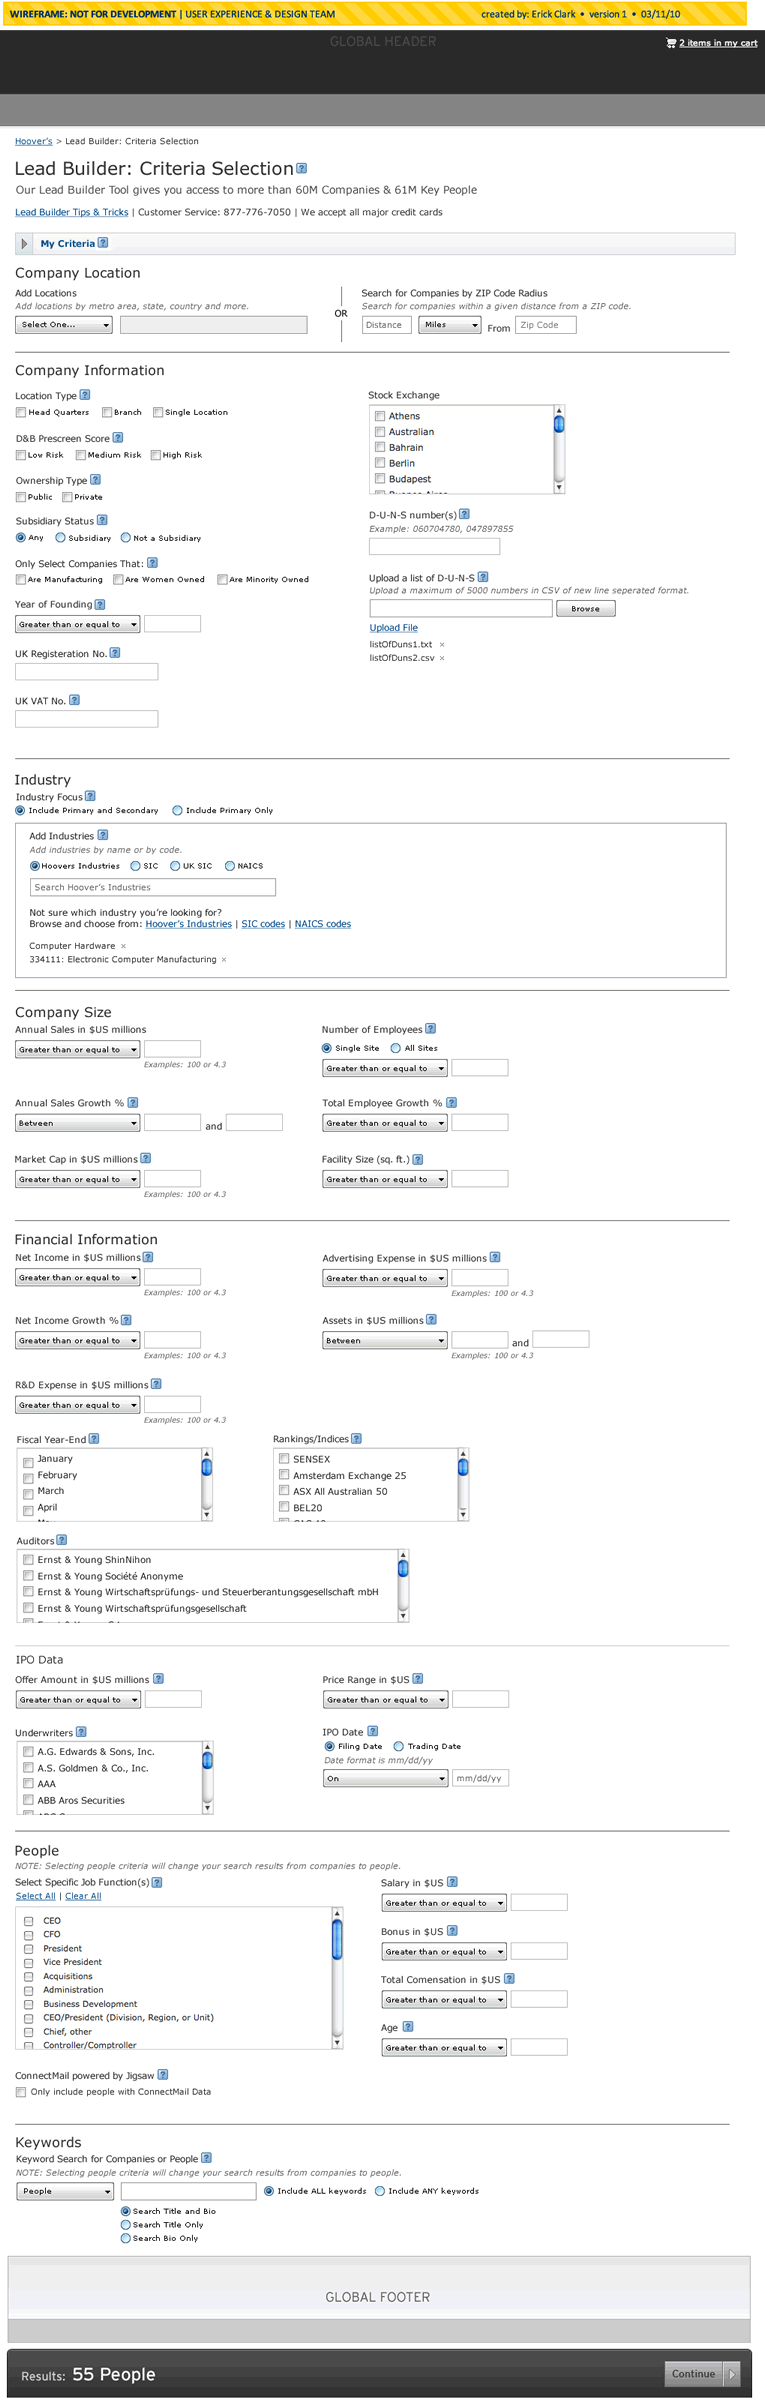 WIREFRAME: NOT FOR DEVELOPMENT | USER EXPERIENCE & DESIGN TEAM created by: Erick Clark • version 1 • 03/11/10
GLOBAL HEADER
2 items in my cart
Hoover's > Lead Builder: Criteria Selection
Lead Builder: Criteria Selection ?
Our Lead Builder Tool gives you access to more than 60M Companies & 61M Key People
Lead Builder Tips & Tricks | Customer Service: 877-776-7050 | We accept all major credit cards
My Criteria ?
Company Location
Add Locations
Add locations by metro area, state, country and more.
Select One...
OR
Search for Companies by ZIP Code Radius
Search for companies within a given distance from a ZIP code.
Distance Miles From Zip Code
Company Information
Location Type ?
Head Quarters Branch Single Location
D&B Prescreen Score ?
Low Risk Medium Risk High Risk
Ownership Type ?
Public Private
Subsidiary Status ?
Any Subsidiary Not a Subsidiary
Only Select Companies That: ?
Are Manufacturing Are Women Owned Are Minority Owned
Year of Founding ?
Greater than or equal to
UK Registeration No. ?
UK VAT No. ?
Stock Exchange
Athens
Australian
Bahrain
Berlin
Budapest
Buenos Aires
D-U-N-S number(s) ?
Example: 060704780, 047897855
Upload a list of D-U-N-S ?
Upload a maximum of 5000 numbers in CSV of new line seperated format.
Browse
Upload File
listOfDuns1.txt ×
listOfDuns2.csv ×
Industry
Industry Focus ?
Include Primary and Secondary Include Primary Only
Add Industries ?
Add industries by name or by code.
Hoovers Industries SIC UK SIC NAICS
Search Hoover's Industries
Not sure which industry you're looking for?
Browse and choose from: Hoover's Industries | SIC codes | NAICS codes
Computer Hardware ×
334111: Electronic Computer Manufacturing ×
Company Size
Annual Sales in $US millions
Greater than or equal to
Examples: 100 or 4.3
Number of Employees ?
Single Site All Sites
Greater than or equal to
Annual Sales Growth % ?
Between and
Total Employee Growth % ?
Greater than or equal to
Market Cap in $US millions ?
Greater than or equal to
Examples: 100 or 4.3
Facility Size (sq. ft.) ?
Greater than or equal to
Financial Information
Net Income in $US millions ?
Greater than or equal to
Examples: 100 or 4.3
Advertising Expense in $US millions ?
Greater than or equal to
Examples: 100 or 4.3
Net Income Growth % ?
Greater than or equal to
Examples: 100 or 4.3
Assets in $US millions ?
Between and
Examples: 100 or 4.3
R&D Expense in $US millions ?
Greater than or equal to
Examples: 100 or 4.3
Fiscal Year-End ?
January
February
March
April
Rankings/Indices ?
SENSEX
Amsterdam Exchange 25
ASX All Australian 50
BEL20
Auditors ?
Ernst & Young ShinNihon
Ernst & Young Société Anonyme
Ernst & Young Wirtschaftsprüfungs- und Steuerberantungsgesellschaft mbH
Ernst & Young Wirtschaftsprüfungsgesellschaft
IPO Data
Offer Amount in $US millions ?
Greater than or equal to
Price Range in $US ?
Greater than or equal to
Underwriters ?
A.G. Edwards & Sons, Inc.
A.S. Goldmen & Co., Inc.
AAA
ABB Aros Securities
IPO Date ?
Filing Date Trading Date
Date format is mm/dd/yy
On mm/dd/yy
People
NOTE: Selecting people criteria will change your search results from companies to people.
Select Specific Job Function(s) ?
Select All | Clear All
CEO
CFO
President
Vice President
Acquisitions
Administration
Business Development
CEO/President (Division, Region, or Unit)
Chief, other
Controller/Comptroller
Salary in $US ?
Greater than or equal to
Bonus in $US ?
Greater than or equal to
Total Comensation in $US ?
Greater than or equal to
Age ?
Greater than or equal to
ConnectMail powered by Jigsaw ?
Only include people with ConnectMail Data
Keywords
Keyword Search for Companies or People ?
NOTE: Selecting people criteria will change your search results from companies to people.
People Include ALL keywords Include ANY keywords
Search Title and Bio
Search Title Only
Search Bio Only
GLOBAL FOOTER
Results: 55 People
Continue